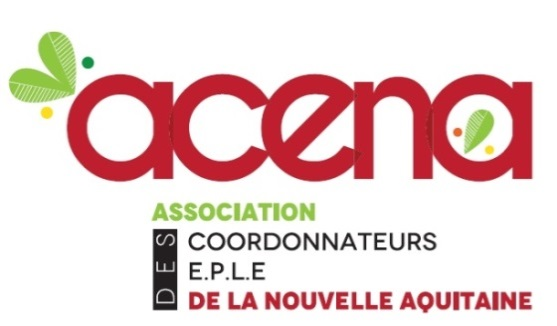 acena
ASSOCIATION
DES COORDONNATEURS
E.P.L.E
DE LA NOUVELLE AQUITAINE